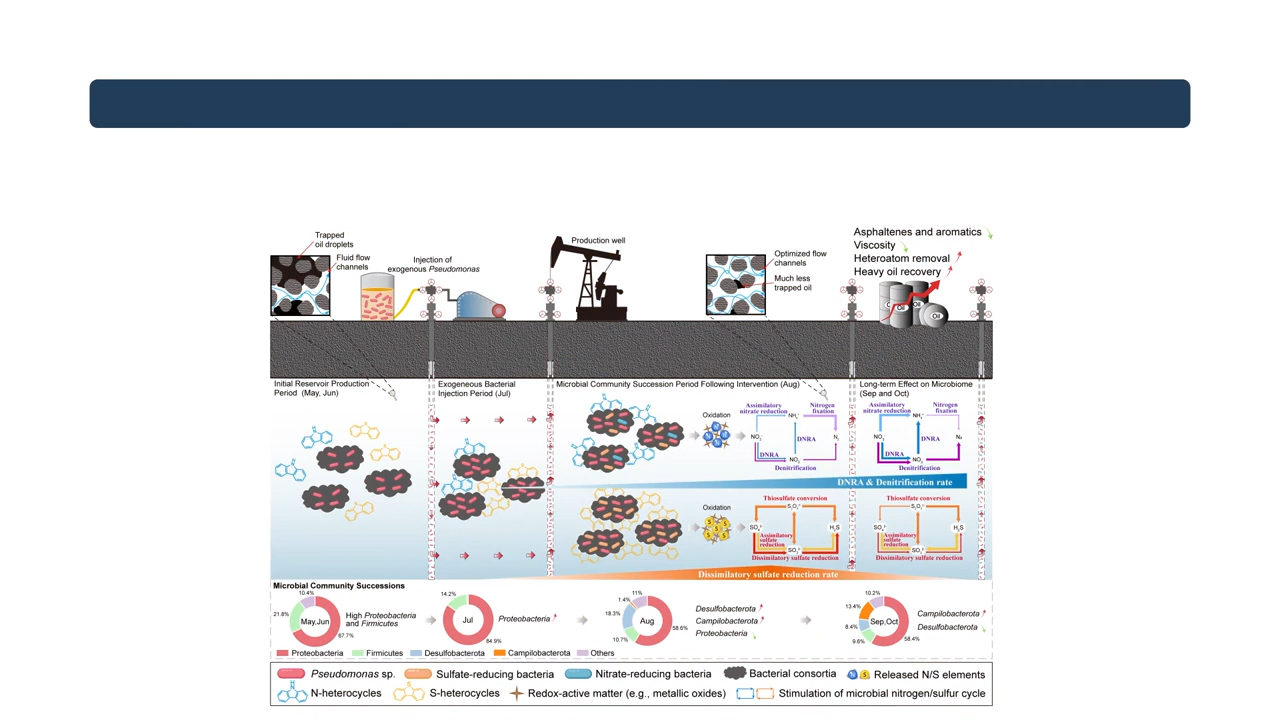 Trapped
oil droplets
Fluid flow
channels
Injection of
exogenous Pseudomonas
Production well
Optimized flow
channels
Much less
trapped oil
Asphaltenes and aromatics
Viscosity
Heteroatom removal
Heavy oil recovery
Oil
Oil
Initial Reservoir Production
Period (May, Jun)
Exogeneous Bacterial
Injection Period (Jul)
Microbial Community Succession Period Following Intervention (Aug)
Long-term Effect on Microbiome
(Sep and Oct)
Oxidation
Assimilatory
nitrate reduction
Nitrogen
fixation
DNRA
DNRA
Denitrification
Assimilatory
nitrate reduction
Nitrogen
fixation
DNRA
DNRA
Denitrification
DNRA & Denitrification rate
Oxidation
Thiosulfate conversion
Assimilatory
sulfate
reduction
Dissimilatory sulfate reduction
Thiosulfate conversion
Assimilatory
sulfate
reduction
Dissimilatory sulfate reduction
Dissimilatory sulfate reduction rate
Microbial Community Successions
10.4%
21.8%
May,Jun
67.7%
High Proteobacteria
and Firmicutes
14.2%
Jul
84.9%
Proteobacteria
11%
1.4%
18.3%
10.7%
Aug
58.6%
Desulfobacterota
Campilobacterota
Proteobacteria
10.2%
13.4%
8.4%
9.6%
Sep,Oct
58.4%
Campilobacterota
Desulfobacterota
Proteobacteria Firmicutes Desulfobacterota Campilobacterota Others
Pseudomonas sp. Sulfate-reducing bacteria Nitrate-reducing bacteria Bacterial consortia N S Released N/S elements
N-heterocycles S-heterocycles Redox-active matter (e.g., metallic oxides) Stimulation of microbial nitrogen/sulfur cycle